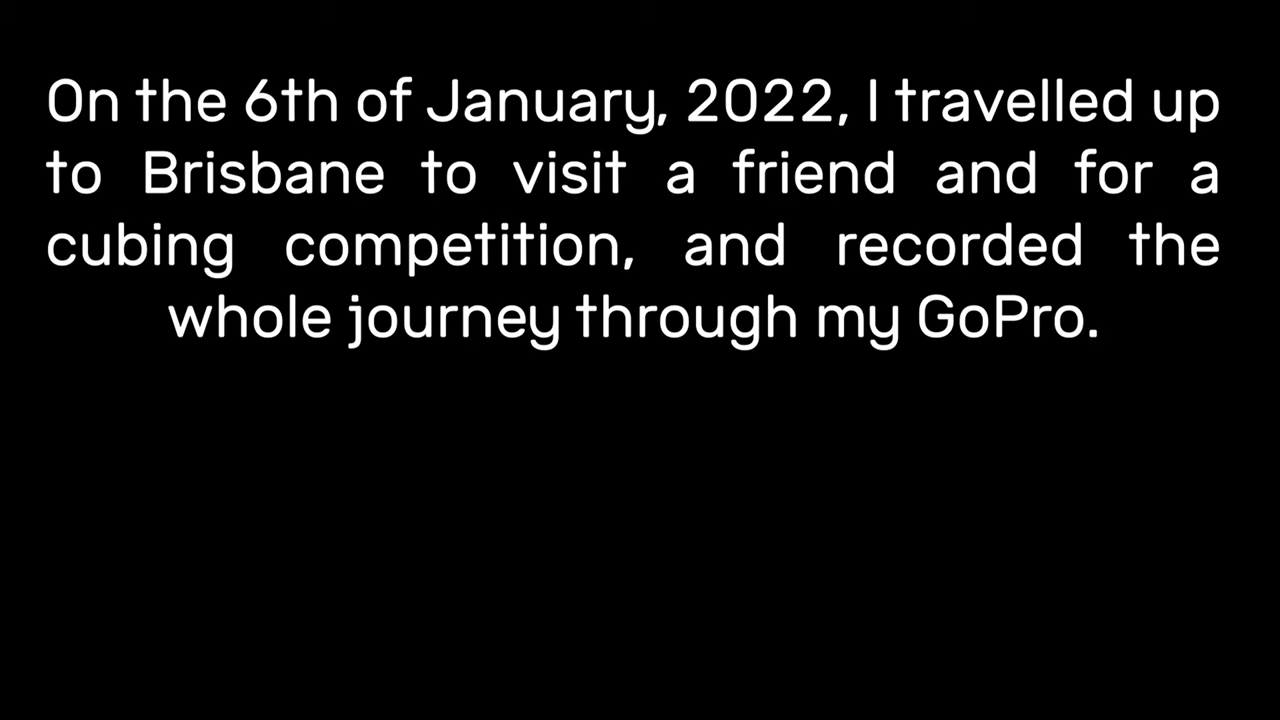 On the 6th of January, 2022, I travelled up
to Brisbane to visit a friend and for a
cubing competition, and recorded the
whole journey through my GoPro.